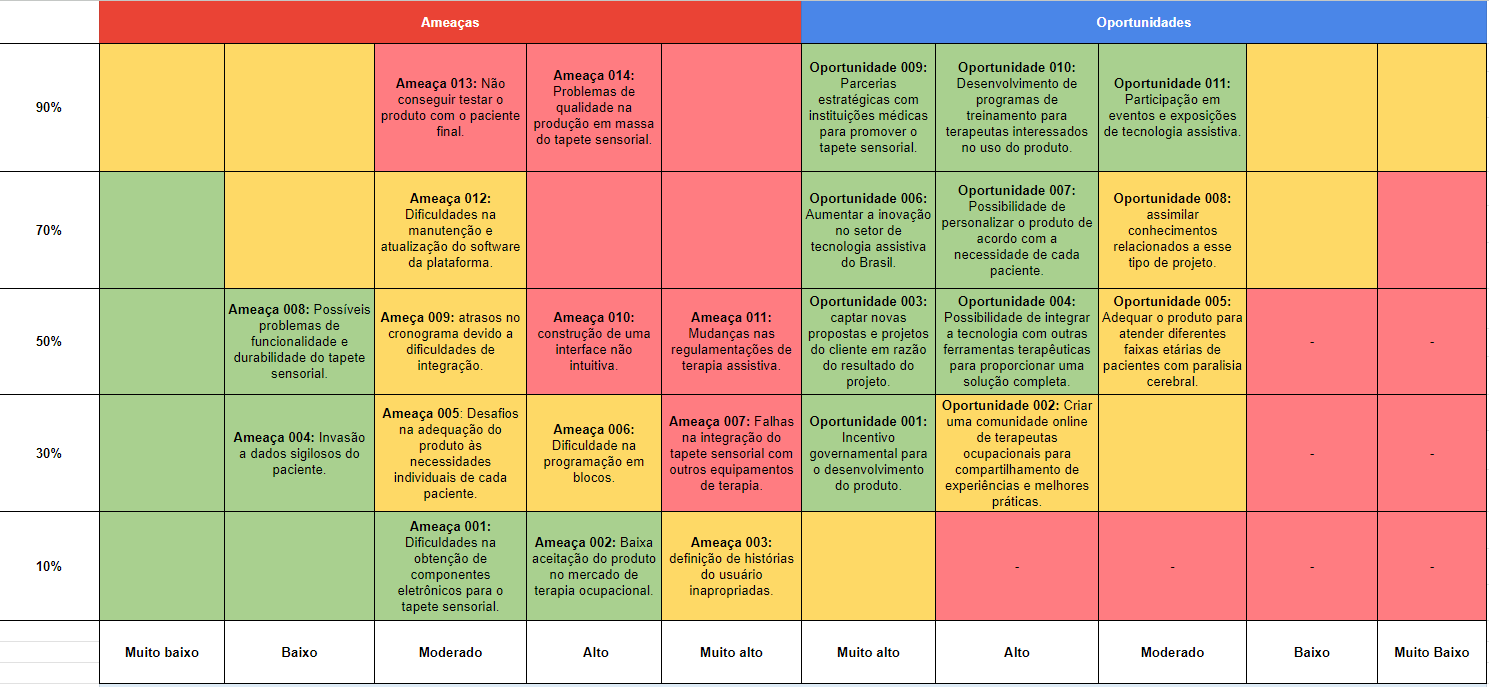 Ameaças
Oportunidades
90%
Ameaça 013: Não
conseguir testar o
produto com o paciente
final.
Ameaça 014:
Problemas de
qualidade na
produção em massa
do tapete sensorial.
Oportunidade 009:
Parcerias
estratégicas com
instituições médicas
para promover o
tapete sensorial.
Oportunidade 010:
Desenvolvimento de
programas de
treinamento para
terapeutas interessados
no uso do produto.
Oportunidade 011:
Participação em
eventos e exposições
de tecnologia assistiva.
70%
Ameaça 012:
Dificuldades na
manutenção e
atualização do software
da plataforma.
Oportunidade 006:
Aumentar a inovação
no setor de
tecnologia assistiva
do Brasil.
Oportunidade 007:
Possibilidade de
personalizar o produto de
acordo com a
necessidade de cada
paciente.
Oportunidade 008:
assimilar
conhecimentos
relacionados a esse
tipo de projeto.
50%
Ameaça 008: Possíveis
problemas de
funcionalidade e
durabilidade do tapete
sensorial.
Ameça 009: atrasos no
cronograma devido a
dificuldades de
integração.
Ameaça 010:
construção de uma
interface não
intuitiva.
Ameaça 011:
Mudanças nas
regulamentações de
terapia assistiva.
Oportunidade 003:
captar novas
propostas e projetos
do cliente em razão
do resultado do
projeto.
Oportunidade 004:
Possibilidade de integrar
a tecnologia com outras
ferramentas terapêuticas
para proporcionar uma
solução completa.
Oportunidade 005:
Adequar o produto para
atender diferentes
faixas etárias de
pacientes com paralisia
cerebral.
-
-
30%
Ameaça 004: Invasão
a dados sigilosos do
paciente.
Ameaça 005: Desafios
na adequação do
produto às
necessidades
individuais de cada
paciente.
Ameaça 006:
Dificuldade na
programação em
blocos.
Ameaça 007: Falhas
na integração do
tapete sensorial com
outros equipamentos
de terapia.
Oportunidade 001:
Incentivo
governamental para
o desenvolvimento
do produto.
Oportunidade 002: Criar
uma comunidade online
de terapeutas
ocupacionais para
compartilhamento de
experiências e melhores
práticas.
-
-
10%
Ameaça 001:
Dificuldades na
obtenção de
componentes
eletrônicos para o
tapete sensorial.
Ameaça 002: Baixa
aceitação do produto
no mercado de
terapia ocupacional.
Ameaça 003:
definição de histórias
do usuário
inapropriadas.
-
-
-
-
Muito baixo
Baixo
Moderado
Alto
Muito alto
Muito alto
Alto
Moderado
Baixo
Muito Baixo